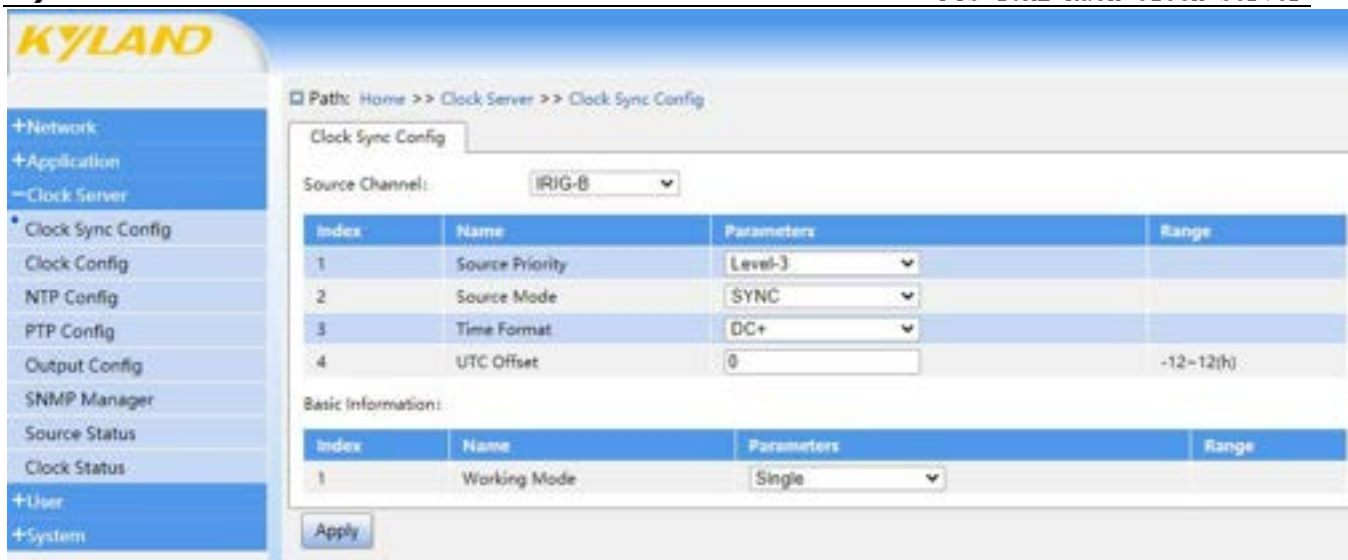 KYLAND
Path: Home >> Clock Server >> Clock Sync Config
+Network
+Application
−Clock Server
Clock Sync Config
Clock Config
NTP Config
PTP Config
Output Config
SNMP Manager
Source Status
Clock Status
+User
+System
Clock Sync Config
Source Channel: IRIG-B
Index Name Parameters Range
1 Source Priority Level-3
2 Source Mode SYNC
3 Time Format DC+
4 UTC Offset 0 -12~12(h)
Basic Information:
Index Name Parameters Range
1 Working Mode Single
Apply